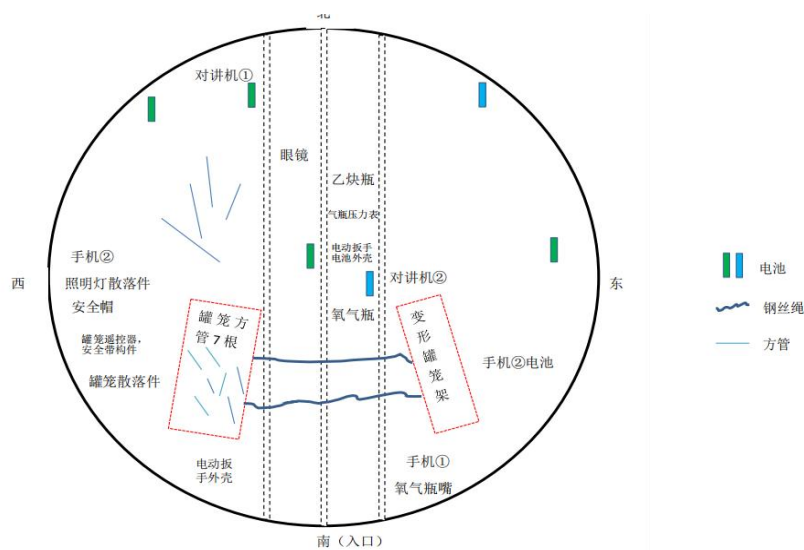 北
对讲机①
眼镜
乙炔瓶
气瓶压力表
电动扳手
电池外壳
手机②
照明灯散落件
安全帽
对讲机②
西
东
电池
钢丝绳
方管
罐笼方
管7根
氧气瓶
变
形
罐
笼
架
罐笼遥控器，
安全带构件
罐笼散落件
手机②电池
电动扳
手外壳
手机①
氧气瓶嘴
南（入口）